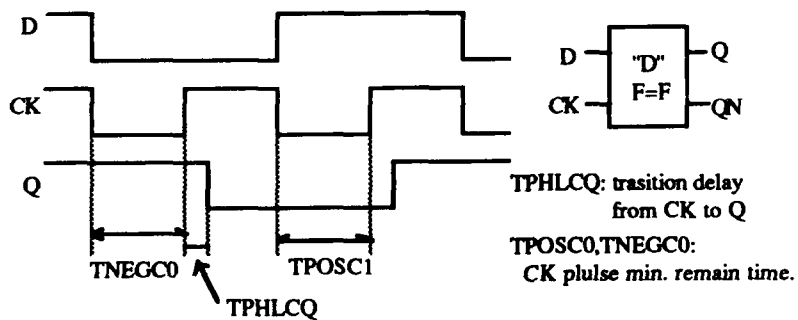 D
CK
Q
TNEGC0
TPOSC1
TPHLCQ
D
CK
"D"
F=F
Q
QN
TPHLCQ: trasition delay
from CK to Q
TPOSC0,TNEGC0:
CK plulse min. remain time.